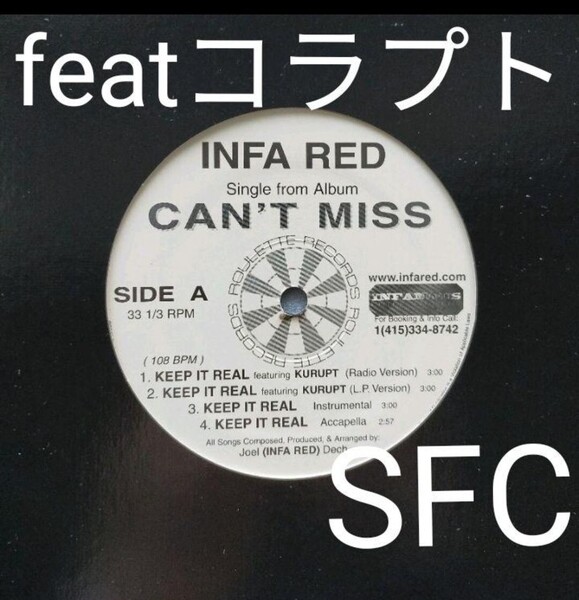 featコラプト
INFA RED
Single from Album
CAN'T MISS
ROULETTE RECORDS ROULETTE RECORDS
www.infared.com
SIDE A
33 1/3 RPM
For Booking & Info Call:
1(415)334-8742
( 108 BPM )
1. KEEP IT REAL featuring KURUPT (Radio Version) 3:00
2. KEEP IT REAL featuring KURUPT (L.P. Version) 3:00
3. KEEP IT REAL Instrumental 3:00
4. KEEP IT REAL Accapella 2:57
All Songs Composed, Produced, & Arranged by:
Joel (INFA RED) Dech
SFC